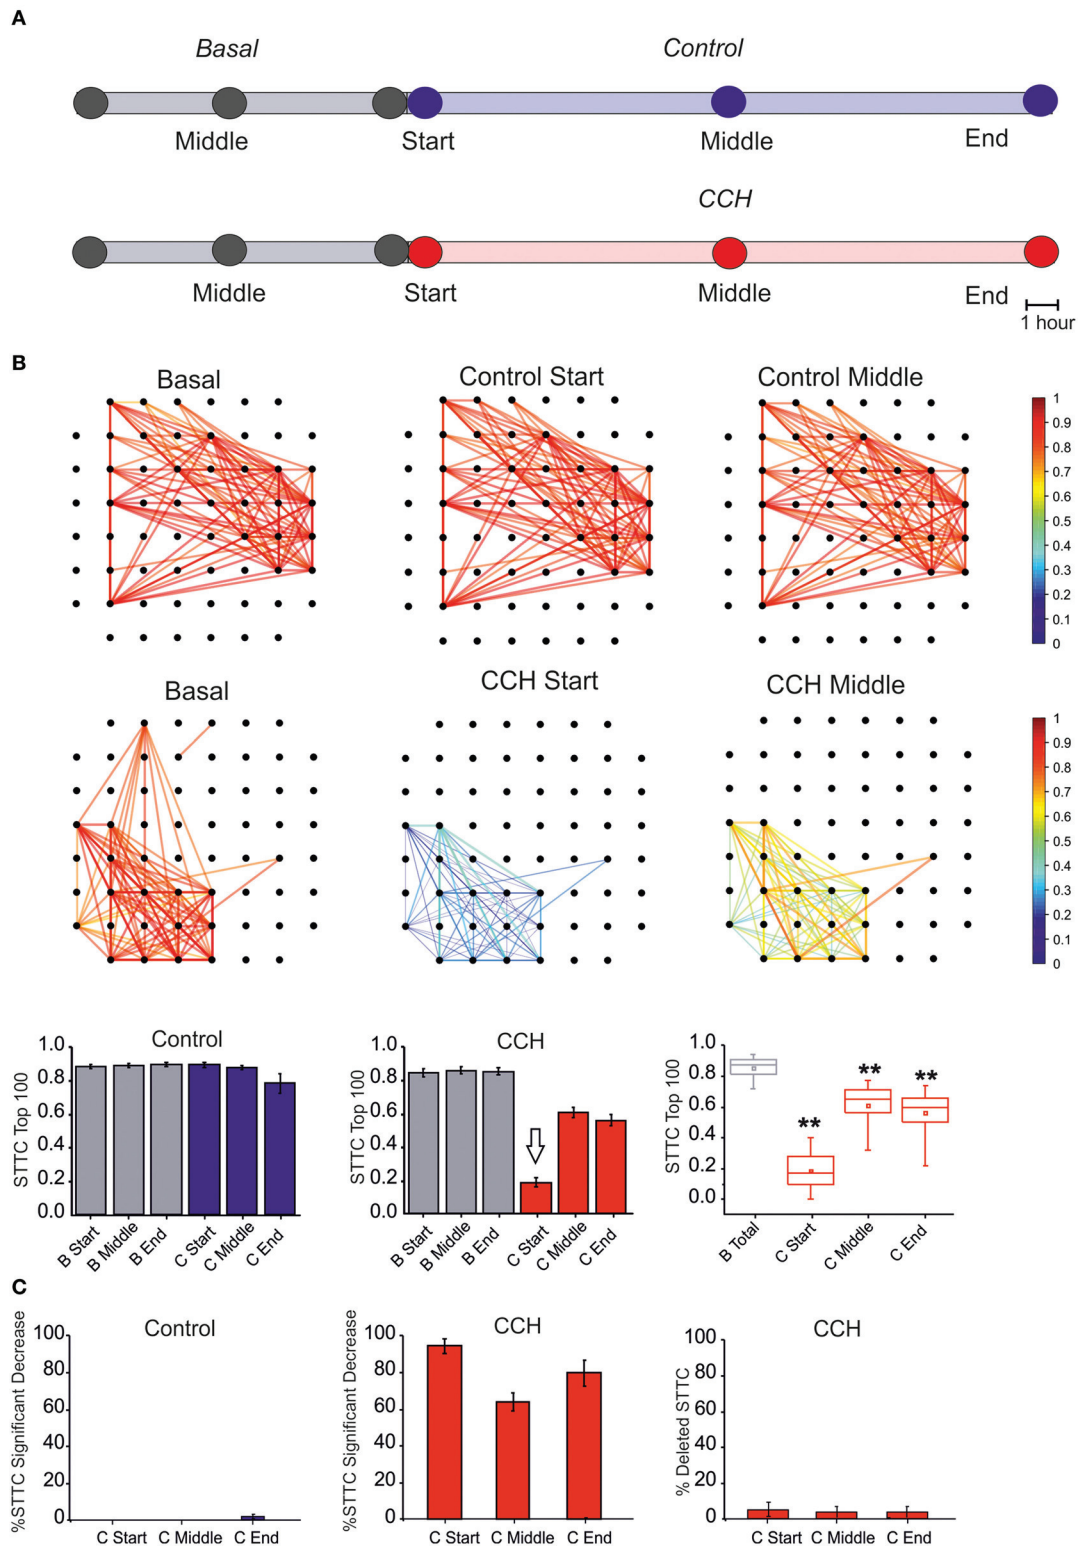 A
Basal
Control
Middle
Start
Middle
End
CCH
Middle
Start
Middle
End
1 hour
B
Basal
Control Start
Control Middle
1
0.9
0.8
0.7
0.6
0.5
0.4
0.3
0.2
0.1
0
Basal
CCH Start
CCH Middle
1
0.9
0.8
0.7
0.6
0.5
0.4
0.3
0.2
0.1
0
Control
STTC Top 100
1.0
0.8
0.6
0.4
0.2
0.0
B Start
B Middle
B End
C Start
C Middle
C End
CCH
STTC Top 100
1.0
0.8
0.6
0.4
0.2
0.0
B Start
B Middle
B End
C Start
C Middle
C End
STTC Top 100
1.0
0.8
0.6
0.4
0.2
0.0
**
**
**
B Total
C Start
C Middle
C End
C
Control
%STTC Significant Decrease
100
80
60
40
20
0
C Start
C Middle
C End
CCH
%STTC Significant Decrease
100
80
60
40
20
0
C Start
C Middle
C End
CCH
% Deleted STTC
100
80
60
40
20
0
C Start
C Middle
C End